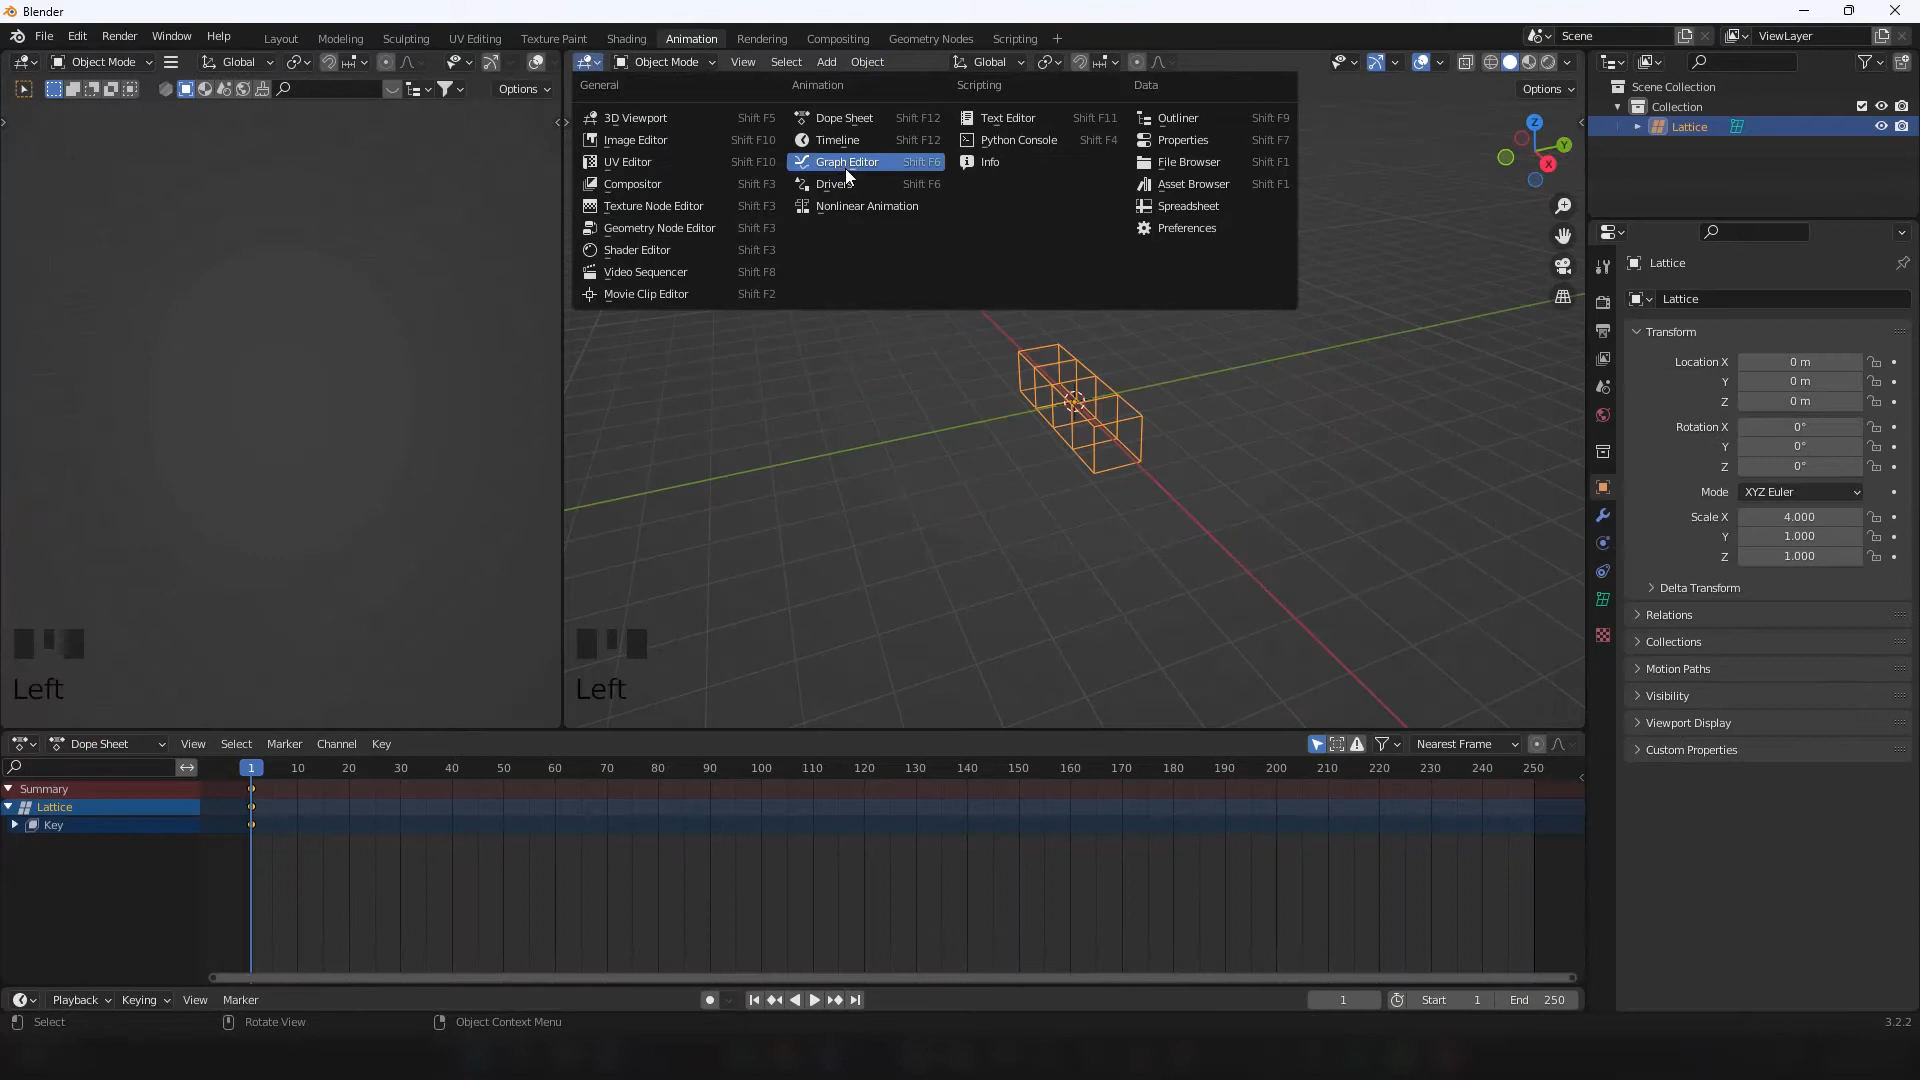 Blender
File Edit Render Window Help Layout Modeling Sculpting UV Editing Texture Paint Shading Animation Rendering Compositing Geometry Nodes Scripting + Scene ViewLayer
Object Mode Global Object Mode View Select Add Object Global
Options General Animation Scripting Data Options
3D Viewport Shift F5 Dope Sheet Shift F12 Text Editor Shift F11 Outliner Shift F9
Image Editor Shift F10 Timeline Shift F12 Python Console Shift F4 Properties Shift F7
UV Editor Shift F10 Graph Editor Shift F6 Info File Browser Shift F1
Compositor Shift F3 Drivers Shift F6 Asset Browser Shift F1
Texture Node Editor Shift F3 Nonlinear Animation Spreadsheet
Geometry Node Editor Shift F3 Preferences
Shader Editor Shift F3
Video Sequencer Shift F8
Movie Clip Editor Shift F2
Z Y X
Left Left
Scene Collection
Collection
Lattice
Lattice
Lattice
Transform
Location X 0 m
Y 0 m
Z 0 m
Rotation X 0°
Y 0°
Z 0°
Mode XYZ Euler
Scale X 4.000
Y 1.000
Z 1.000
Delta Transform
Relations
Collections
Motion Paths
Visibility
Viewport Display
Custom Properties
Dope Sheet View Select Marker Channel Key Nearest Frame
1 10 20 30 40 50 60 70 80 90 100 110 120 130 140 150 160 170 180 190 200 210 220 230 240 250
Summary
Lattice
Key
Playback Keying View Marker 1 Start 1 End 250
Select Rotate View Object Context Menu 3.2.2